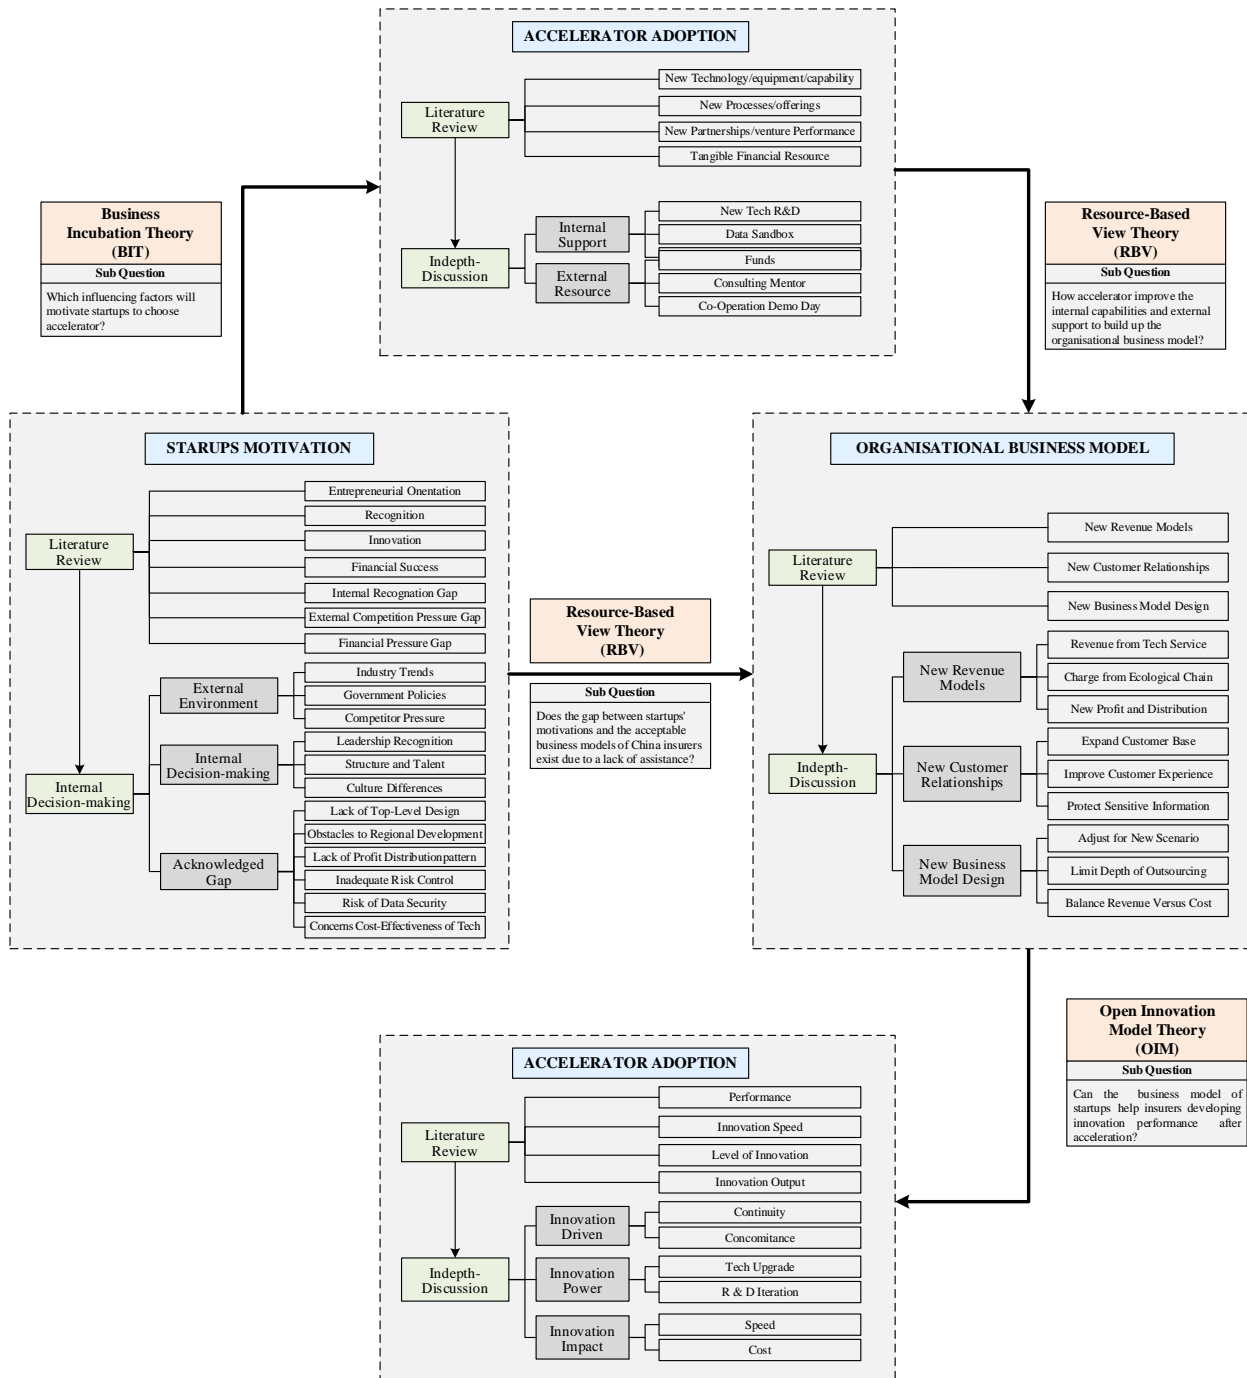 ACCELERATOR ADOPTION
Literature
Review
New Technology/equipment/capability
New Processes/offerings
New Partnerships/venture Performance
Tangible Financial Resource
Indepth-
Discussion
Internal
Support
New Tech R&D
Data Sandbox
External
Resource
Funds
Consulting Mentor
Co-Operation Demo Day
Business
Incubation Theory
(BIT)
Sub Question
Which influencing factors will
motivate startups to choose
accelerator?
Resource-Based
View Theory
(RBV)
Sub Question
How accelerator improve the
internal capabilities and external
support to build up the
organisational business model?
STARUPS MOTIVATION
Literature
Review
Entrepreneurial Onentation
Recognition
Innovation
Financial Success
Internal Recognation Gap
External Competition Pressure Gap
Financial Pressure Gap
Internal
Decision-making
External
Environment
Industry Trends
Government Policies
Competitor Pressure
Internal
Decision-making
Leadership Recognition
Structure and Talent
Culture Differences
Acknowledged
Gap
Lack of Top-Level Design
Obstacles to Regional Development
Lack of Profit Distributionpattern
Inadequate Risk Control
Risk of Data Security
Concerns Cost-Effectiveness of Tech
Resource-Based
View Theory
(RBV)
Sub Question
Does the gap between startups'
motivations and the acceptable
business models of China insurers
exist due to a lack of assistance?
ORGANISATIONAL BUSINESS MODEL
Literature
Review
New Revenue Models
New Customer Relationships
New Business Model Design
Indepth-
Discussion
New Revenue
Models
Revenue from Tech Service
Charge from Ecological Chain
New Profit and Distribution
New Customer
Relationships
Expand Customer Base
Improve Customer Experience
Protect Sensitive Information
New Business
Model Design
Adjust for New Scenario
Limit Depth of Outsourcing
Balance Revenue Versus Cost
Open Innovation
Model Theory
(OIM)
Sub Question
Can the business model of
startups help insurers developing
innovation performance after
acceleration?
ACCELERATOR ADOPTION
Literature
Review
Performance
Innovation Speed
Level of Innovation
Innovation Output
Indepth-
Discussion
Innovation
Driven
Continuity
Concomitance
Innovation
Power
Tech Upgrade
R & D Iteration
Innovation
Impact
Speed
Cost